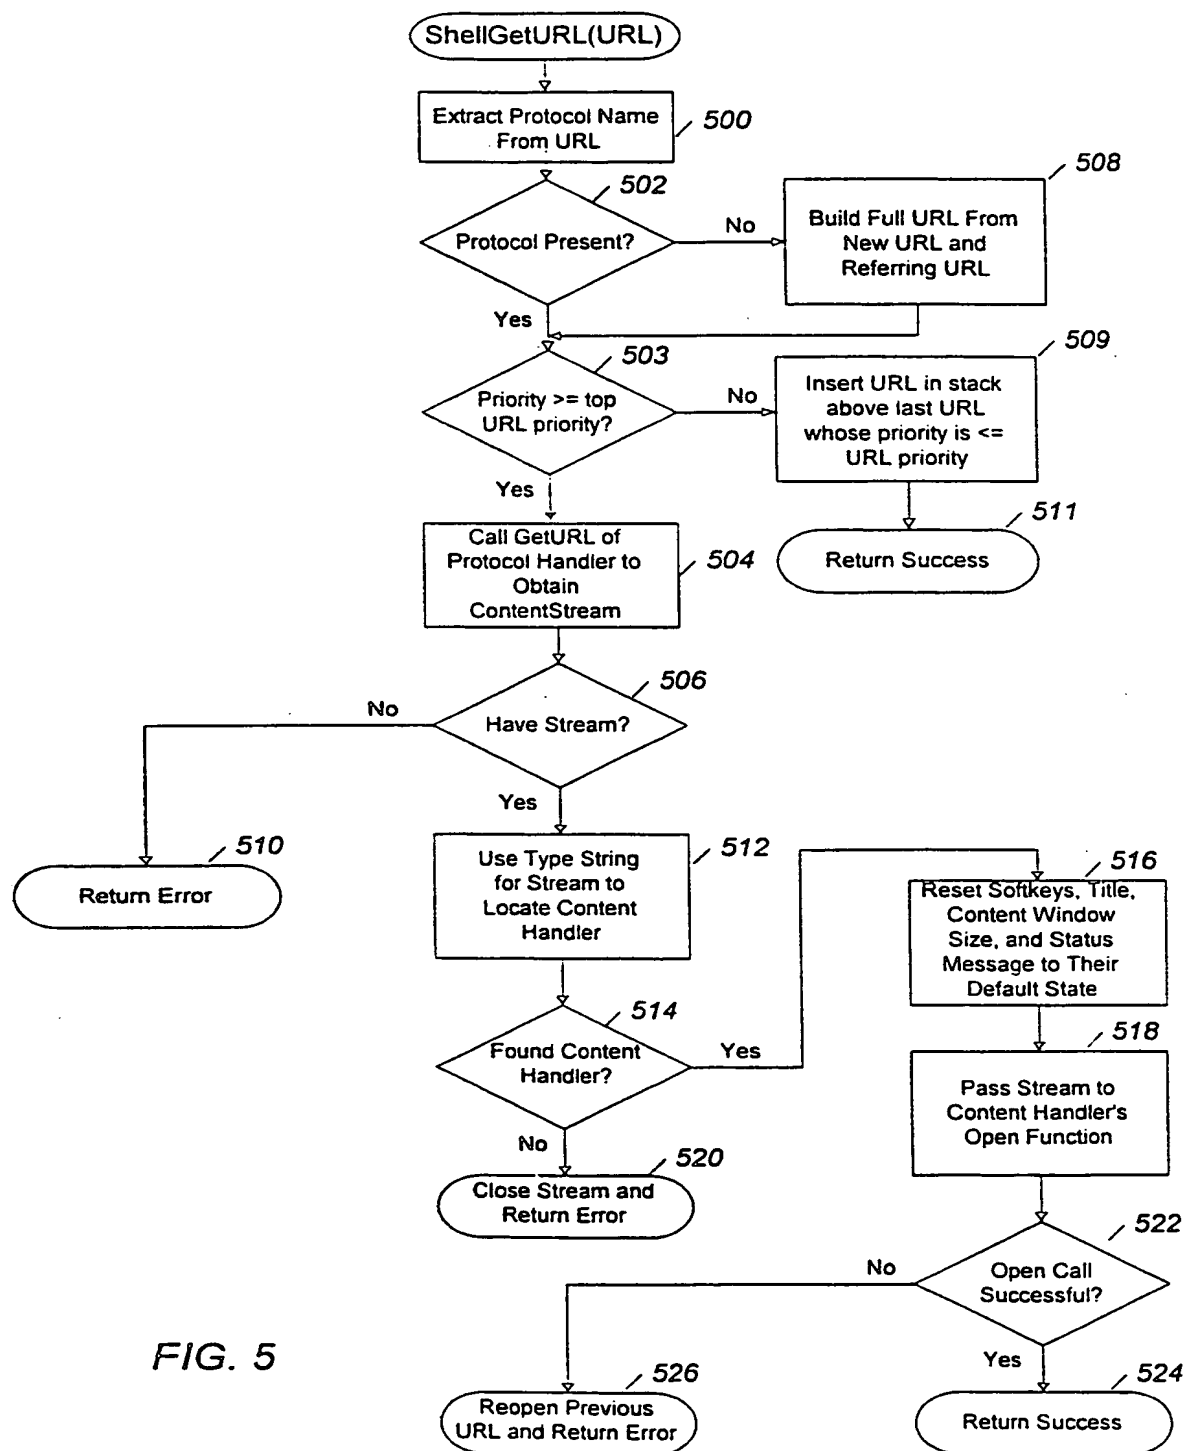 ShellGetURL(URL)
Extract Protocol Name
From URL
500
502
Protocol Present?
No
508
Build Full URL From
New URL and
Referring URL
Yes
503
Priority >= top
URL priority?
No
509
Insert URL in stack
above last URL
whose priority is <=
URL priority
Yes
511
Return Success
Call GetURL of
Protocol Handler to
Obtain
ContentStream
504
506
Have Stream?
No
Yes
510
Return Error
512
Use Type String
for Stream to
Locate Content
Handler
516
Reset Softkeys, Title,
Content Window
Size, and Status
Message to Their
Default State
514
Found Content
Handler?
Yes
No
518
Pass Stream to
Content Handler's
Open Function
520
Close Stream and
Return Error
522
Open Call
Successful?
No
Yes
526
Reopen Previous
URL and Return Error
524
Return Success
FIG. 5